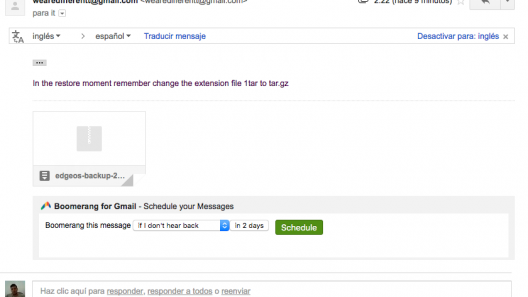 wearedifferentt@gmail.com <wearedifferentt@gmail.com>
2:22 (hace 9 minutos)
para it
inglés español Traducir mensaje Desactivar para: inglés x
In the restore moment remember change the extension file 1tar to tar.gz
edgeos-backup-2...
Boomerang for Gmail - Schedule your Messages
Boomerang this message If I don't hear back in 2 days Schedule
Haz clic aquí para responder, responder a todos o reenviar